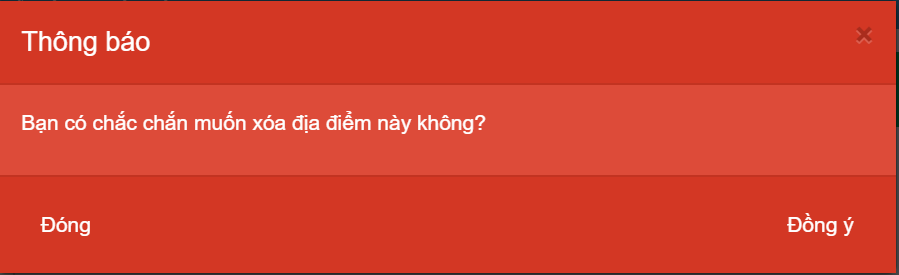 Thông báo
×
Bạn có chắc chắn muốn xóa địa điểm này không?
Đóng
Đồng ý